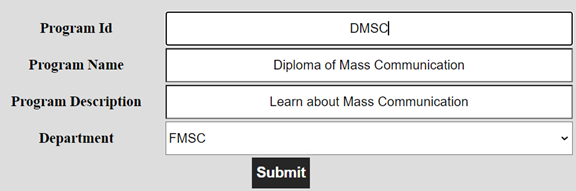 Program Id DMSC
Program Name Diploma of Mass Communication
Program Description Learn about Mass Communication
Department FMSC
Submit